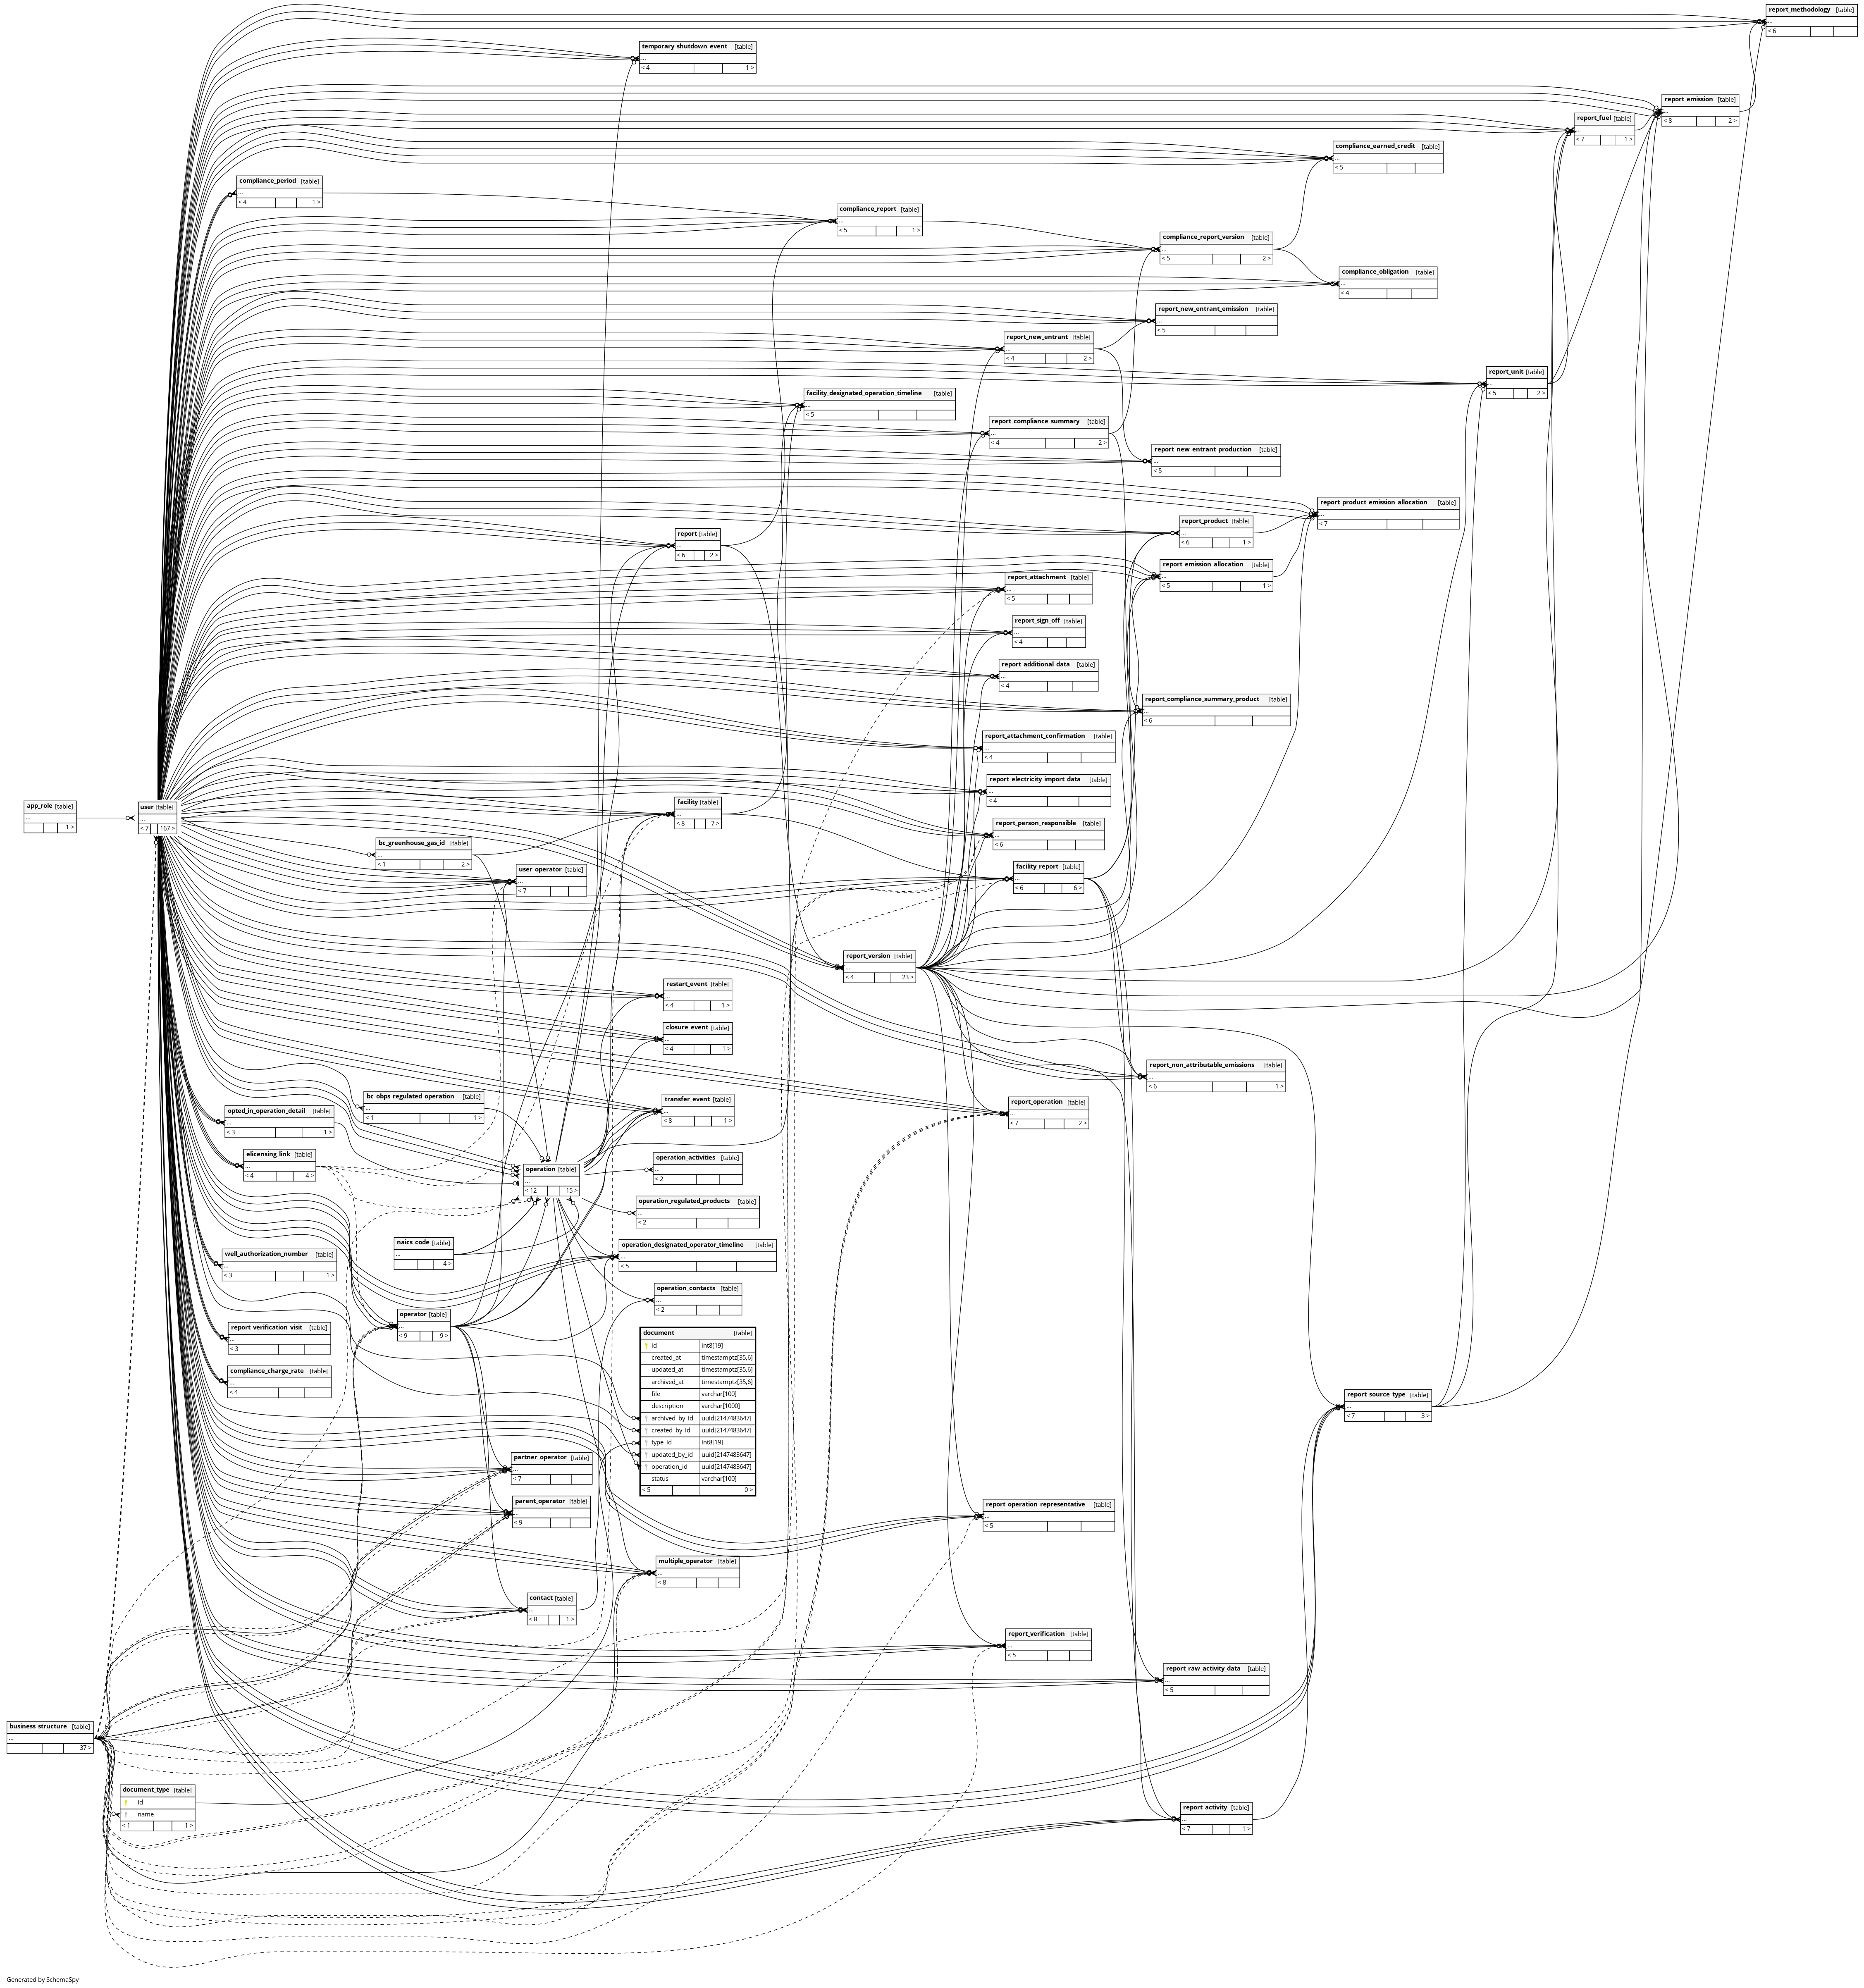 report_methodology [table]
...
< 6
temporary_shutdown_event [table]
...
< 4 1 >
report_emission [table]
...
< 8 2 >
report_fuel [table]
...
< 7 1 >
compliance_earned_credit [table]
...
< 5
compliance_period [table]
...
< 4 1 >
compliance_report [table]
...
< 5 1 >
compliance_report_version [table]
...
< 5 2 >
compliance_obligation [table]
...
< 4
report_new_entrant_emission [table]
...
< 5
report_new_entrant [table]
...
< 4 2 >
report_unit [table]
...
< 5 2 >
facility_designated_operation_timeline [table]
...
< 5
report_compliance_summary [table]
...
< 4 2 >
report_new_entrant_production [table]
...
< 5
report_product_emission_allocation [table]
...
< 7
report_product [table]
...
< 6 1 >
report [table]
...
< 6 2 >
report_emission_allocation [table]
...
< 5 1 >
report_attachment [table]
...
< 5
report_sign_off [table]
...
< 4
report_additional_data [table]
...
< 4
report_compliance_summary_product [table]
...
< 6
report_attachment_confirmation [table]
...
< 4
report_electricity_import_data [table]
...
< 4
app_role [table]
...
1 >
user [table]
...
< 7 167 >
facility [table]
...
< 8 7 >
report_person_responsible [table]
...
< 6
bc_greenhouse_gas_id [table]
...
< 1 2 >
user_operator [table]
...
< 7
facility_report [table]
...
< 6 6 >
report_version [table]
...
< 4 23 >
restart_event [table]
...
< 4 1 >
closure_event [table]
...
< 4 1 >
report_non_attributable_emissions [table]
...
< 6 1 >
bc_obps_regulated_operation [table]
...
< 1 1 >
transfer_event [table]
...
< 8 1 >
report_operation [table]
...
< 7 2 >
opted_in_operation_detail [table]
...
< 3 1 >
elicensing_link [table]
...
< 4 4 >
operation_activities [table]
...
< 2
operation [table]
...
< 12 15 >
operation_regulated_products [table]
...
< 2
naics_code [table]
...
4 >
operation_designated_operator_timeline [table]
...
< 5
well_authorization_number [table]
...
< 3 1 >
operation_contacts [table]
...
< 2
operator [table]
...
< 9 9 >
report_verification_visit [table]
...
< 3
compliance_charge_rate [table]
...
< 4
document [table]
id int8[19]
created_at timestamptz[35,6]
updated_at timestamptz[35,6]
archived_at timestamptz[35,6]
file varchar[100]
description varchar[1000]
archived_by_id uuid[2147483647]
created_by_id uuid[2147483647]
type_id int8[19]
updated_by_id uuid[2147483647]
operation_id uuid[2147483647]
status varchar[100]
< 5 0 >
report_source_type [table]
...
< 7 3 >
partner_operator [table]
...
< 7
parent_operator [table]
...
< 9
report_operation_representative [table]
...
< 5
multiple_operator [table]
...
< 8
contact [table]
...
< 8 1 >
report_verification [table]
...
< 5
report_raw_activity_data [table]
...
< 5
business_structure [table]
...
37 >
document_type [table]
id
name
< 1 1 >
report_activity [table]
...
< 7 1 >
Generated by SchemaSpy